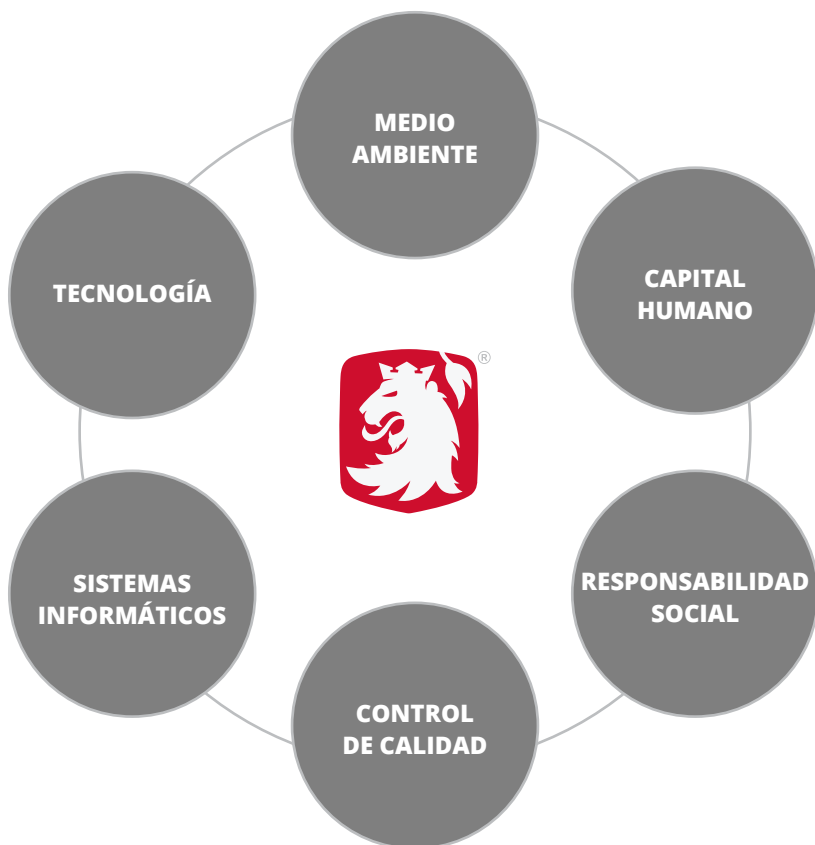 MEDIO
AMBIENTE
CAPITAL
HUMANO
RESPONSABILIDAD
SOCIAL
CONTROL
DE CALIDAD
SISTEMAS
INFORMÁTICOS
TECNOLOGÍA
®